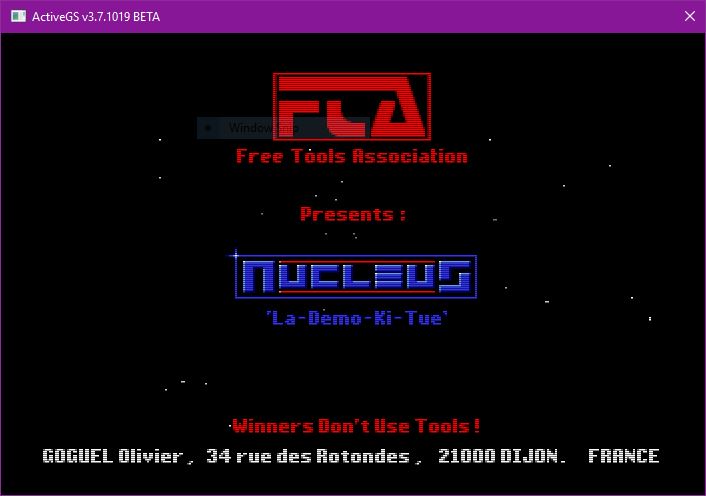 ActiveGS v3.7.1019 BETA
FTA
Free Tools Association
Presents :
NUCLEUS
'La-Demo-Ki-Tue'
Winners Don't Use Tools !
GOGUEL Olivier, 34 rue des Rotondes, 21000 DIJON. FRANCE